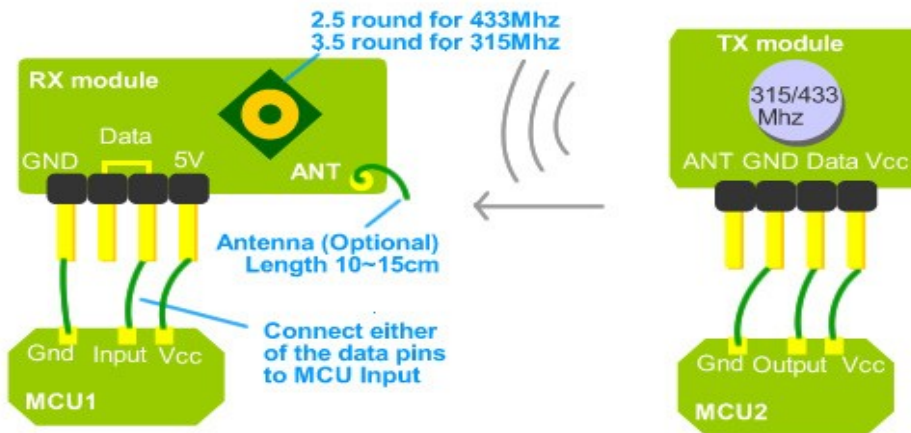 2.5 round for 433Mhz
3.5 round for 315Mhz
RX module
Data
GND
5V
ANT
Antenna (Optional)
Length 10~15cm
Connect either
of the data pins
to MCU Input
Gnd Input Vcc
MCU1
TX module
315/433
Mhz
ANT GND Data Vcc
Gnd Output Vcc
MCU2